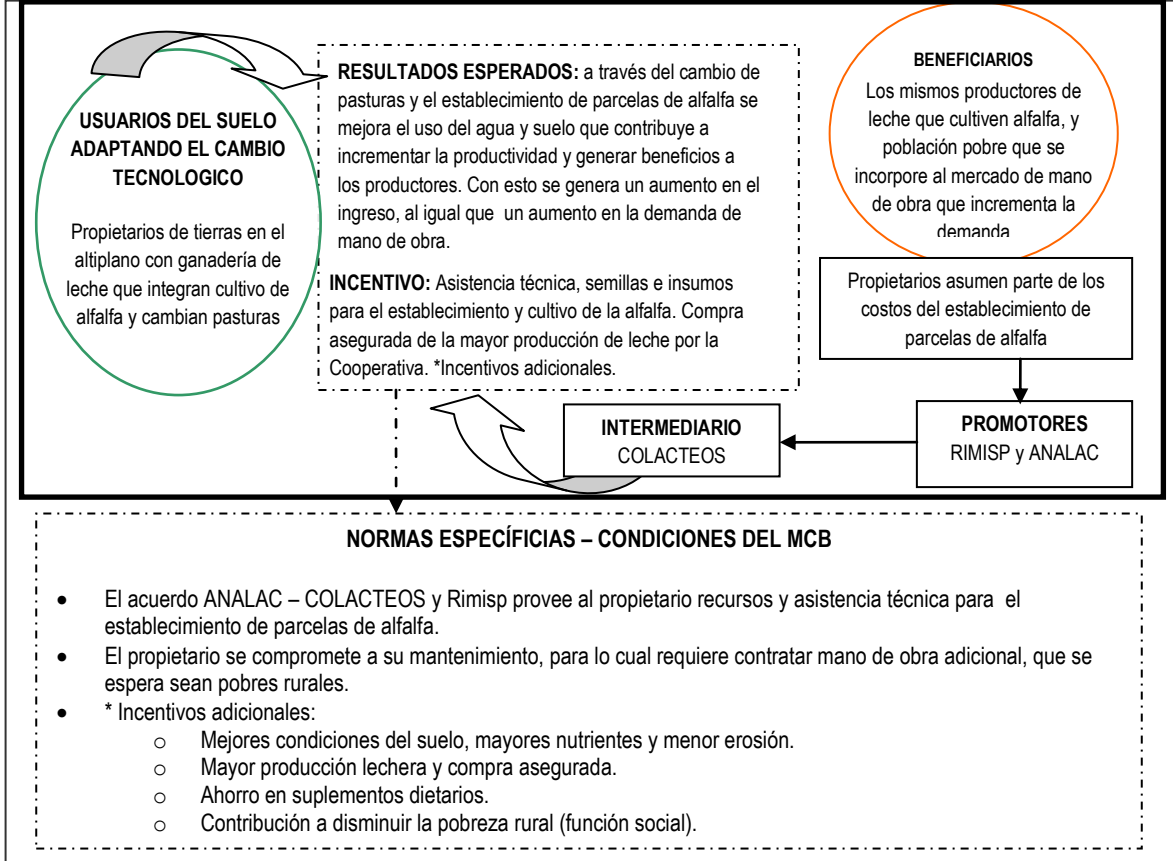 USUARIOS DEL SUELO
ADAPTANDO EL CAMBIO
TECNOLOGICO
Propietarios de tierras en el
altiplano con ganadería de
leche que integran cultivo de
alfalfa y cambian pasturas
RESULTADOS ESPERADOS: a través del cambio de
pasturas y el establecimiento de parcelas de alfalfa se
mejora el uso del agua y suelo que contribuye a
incrementar la productividad y generar beneficios a
los productores. Con esto se genera un aumento en el
ingreso, al igual que un aumento en la demanda de
mano de obra.
INCENTIVO: Asistencia técnica, semillas e insumos
para el establecimiento y cultivo de la alfalfa. Compra
asegurada de la mayor producción de leche por la
Cooperativa. *Incentivos adicionales.
BENEFICIARIOS
Los mismos productores de
leche que cultiven alfalfa, y
población pobre que se
incorpore al mercado de mano
de obra que incrementa la
demanda
Propietarios asumen parte de los
costos del establecimiento de
parcelas de alfalfa
PROMOTORES
RIMISP y ANALAC
INTERMEDIARIO
COLACTEOS
NORMAS ESPECÍFICIAS – CONDICIONES DEL MCB
• El acuerdo ANALAC – COLACTEOS y Rimisp provee al propietario recursos y asistencia técnica para el
establecimiento de parcelas de alfalfa.
• El propietario se compromete a su mantenimiento, para lo cual requiere contratar mano de obra adicional, que se
espera sean pobres rurales.
• * Incentivos adicionales:
o Mejores condiciones del suelo, mayores nutrientes y menor erosión.
o Mayor producción lechera y compra asegurada.
o Ahorro en suplementos dietarios.
o Contribución a disminuir la pobreza rural (función social).